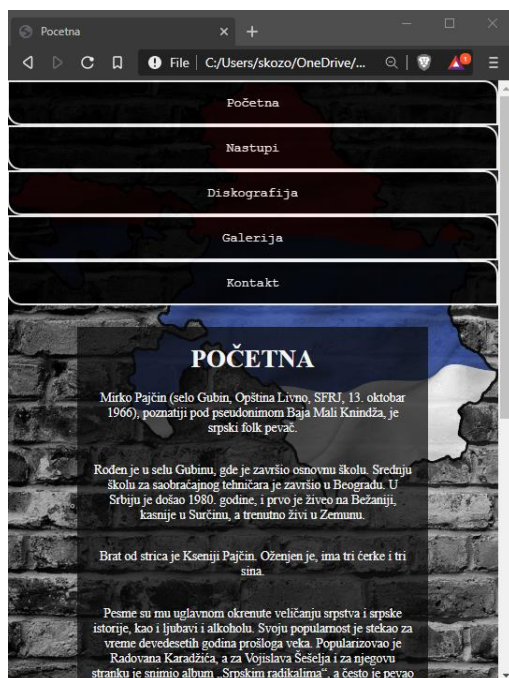 Pocetna
File | C:/Users/skozo/OneDrive/...
1
Početna
Nastupi
Diskografija
Galerija
Kontakt
POČETNA
Mirko Pajčin (selo Gubin, Opština Livno, SFRJ, 13. oktobar
1966), poznatiji pod pseudonimom Baja Mali Knindža, je
srpski folk pevač.
Rođen je u selu Gubinu, gde je završio osnovnu školu. Srednju
školu za saobraćajnog tehničara je završio u Beogradu. U
Srbiju je došao 1980. godine, i prvo je živeo na Bežaniji,
kasnije u Surčinu, a trenutno živi u Zemunu.
Brat od strica je Kseniji Pajčin. Oženjen je, ima tri ćerke i tri
sina.
Pesme su mu uglavnom okrenute veličanju srpstva i srpske
istorije, kao i ljubavi i alkoholu. Svoju popularnost je stekao za
vreme devedesetih godina prošloga veka. Popularizovao je
Radovana Karadžića, a za Vojislava Šešelja i za njegovu
stranku je snimio album „Srpskim radikalima“, a često je pevao